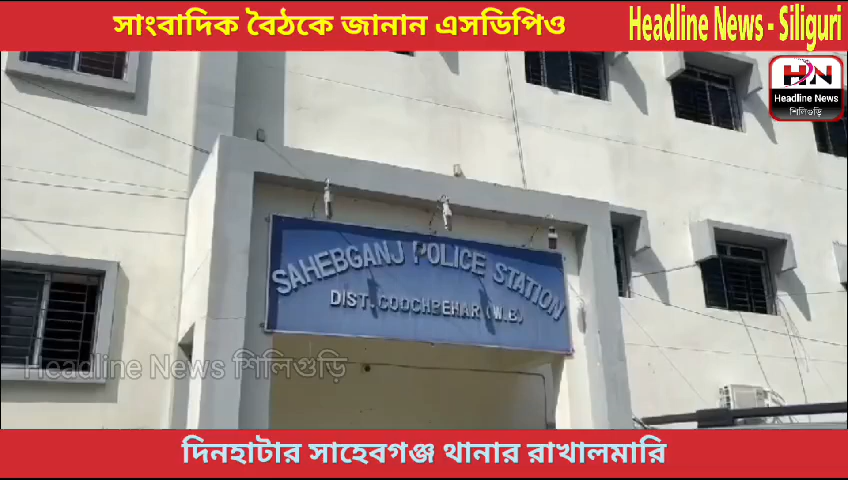 সাংবাদিক বৈঠকে জানান এসডিপিও
Headline News - Siliguri
HN
Headline News
শিলিগুড়ি
SAHEBGANJ POLICE STATION
DIST. COOCHBEHAR (W.B)
Headline News শিলিগুড়ি
দিনহাটার সাহেবগঞ্জ থানার রাখালমারি